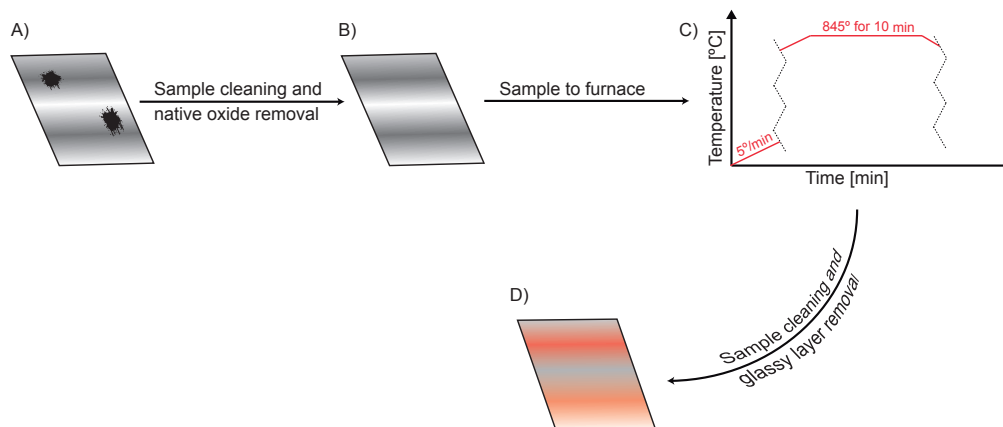 A)
Sample cleaning and
native oxide removal
B)
Sample to furnace
C)
Temperature [ºC]
845º for 10 min
5º/min
Time [min]
Sample cleaning and
glassy layer removal
D)